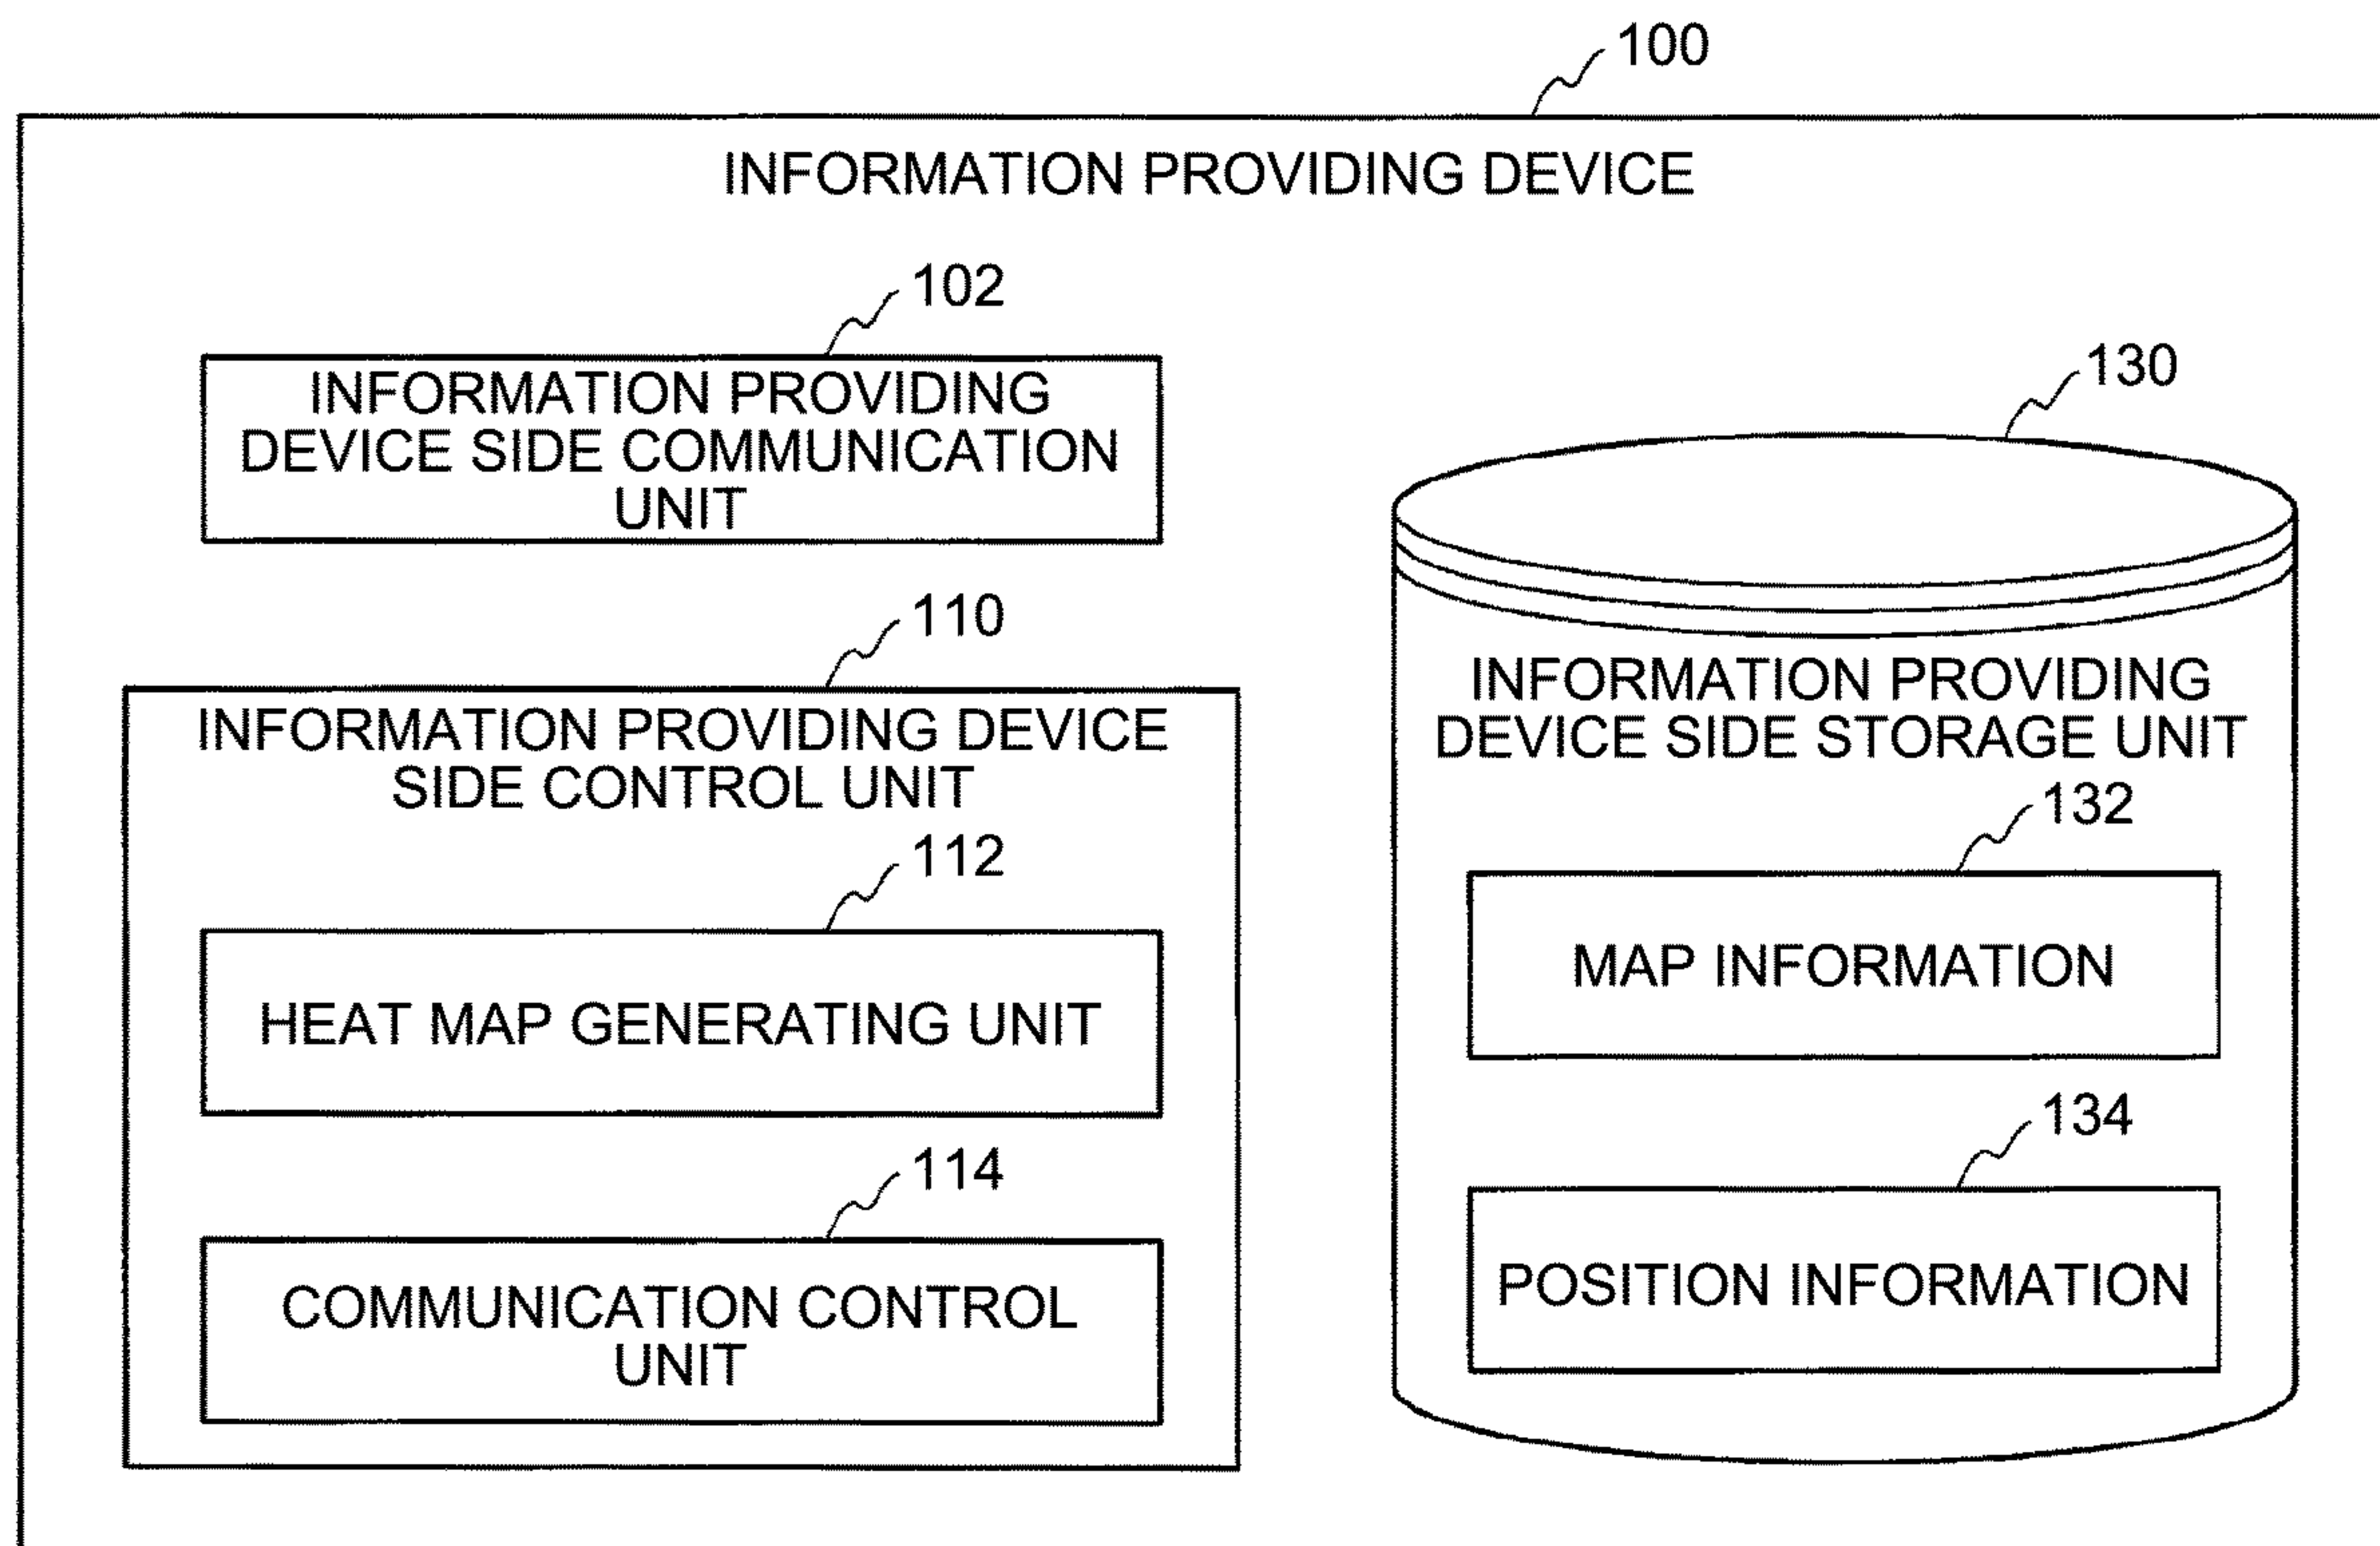 100
INFORMATION PROVIDING DEVICE
102
INFORMATION PROVIDING
DEVICE SIDE COMMUNICATION
UNIT
110
INFORMATION PROVIDING DEVICE
SIDE CONTROL UNIT
112
HEAT MAP GENERATING UNIT
114
COMMUNICATION CONTROL
UNIT
130
INFORMATION PROVIDING
DEVICE SIDE STORAGE UNIT
132
MAP INFORMATION
134
POSITION INFORMATION